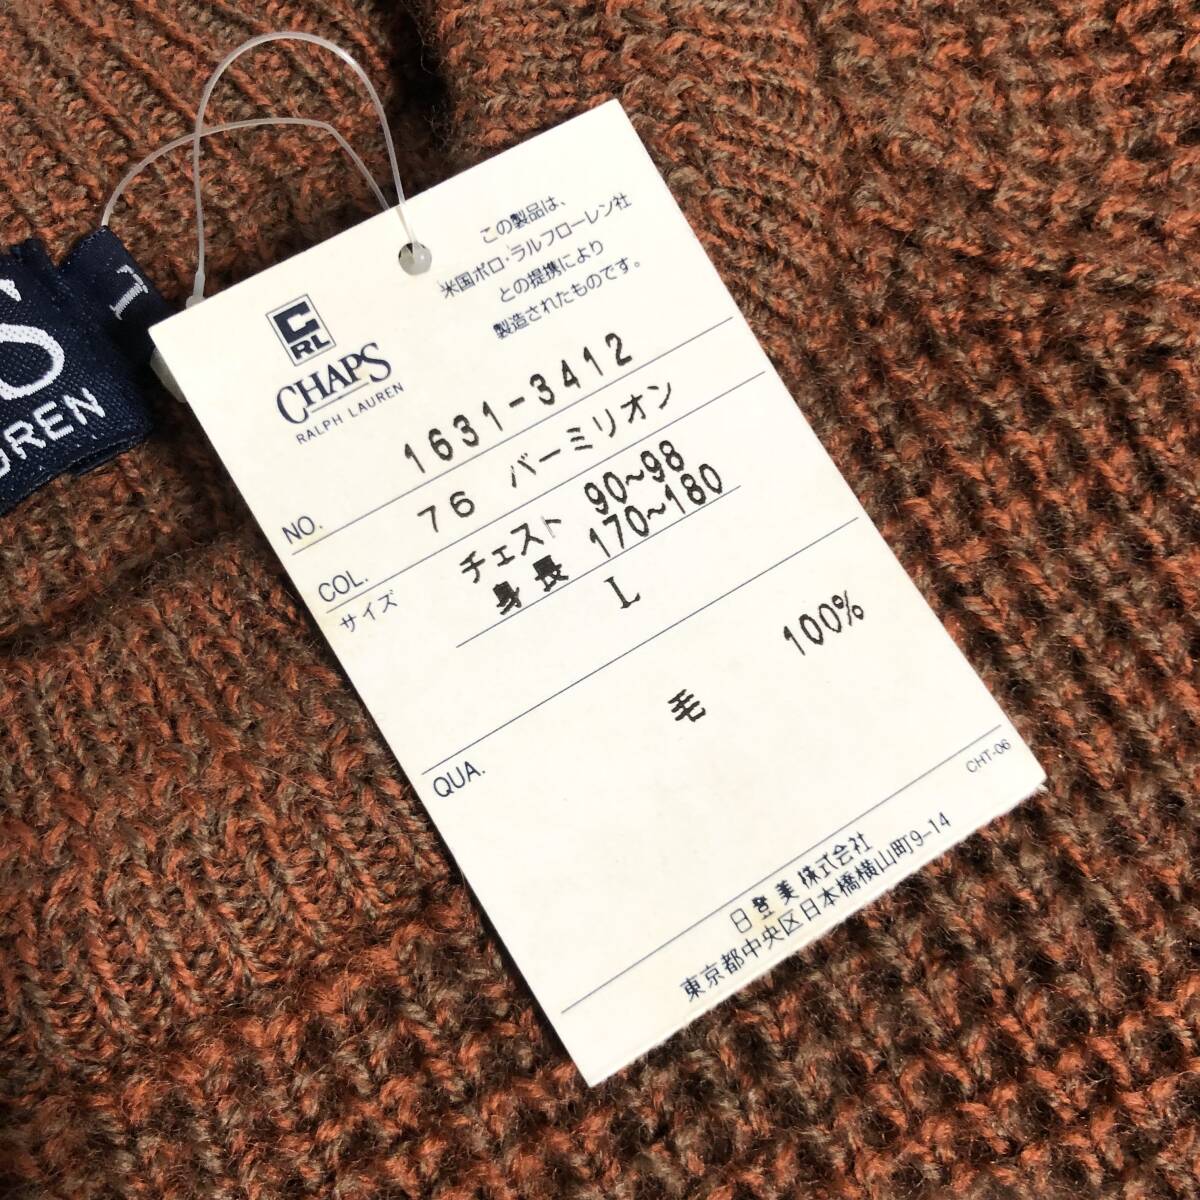 この製品は、
米国ポロ・ラルフローレン社
との提携により
製造されたものです。
C
RL
CHAPS
RALPH LAUREN
NO. 1631-3412
COL. 76 バーミリオン
サイズ チェスト 90~98
身長 170~180
L
QUA. 毛 100%
CHT-06
日登美株式会社
東京都中央区日本橋横山町9-14
S
UREN
L